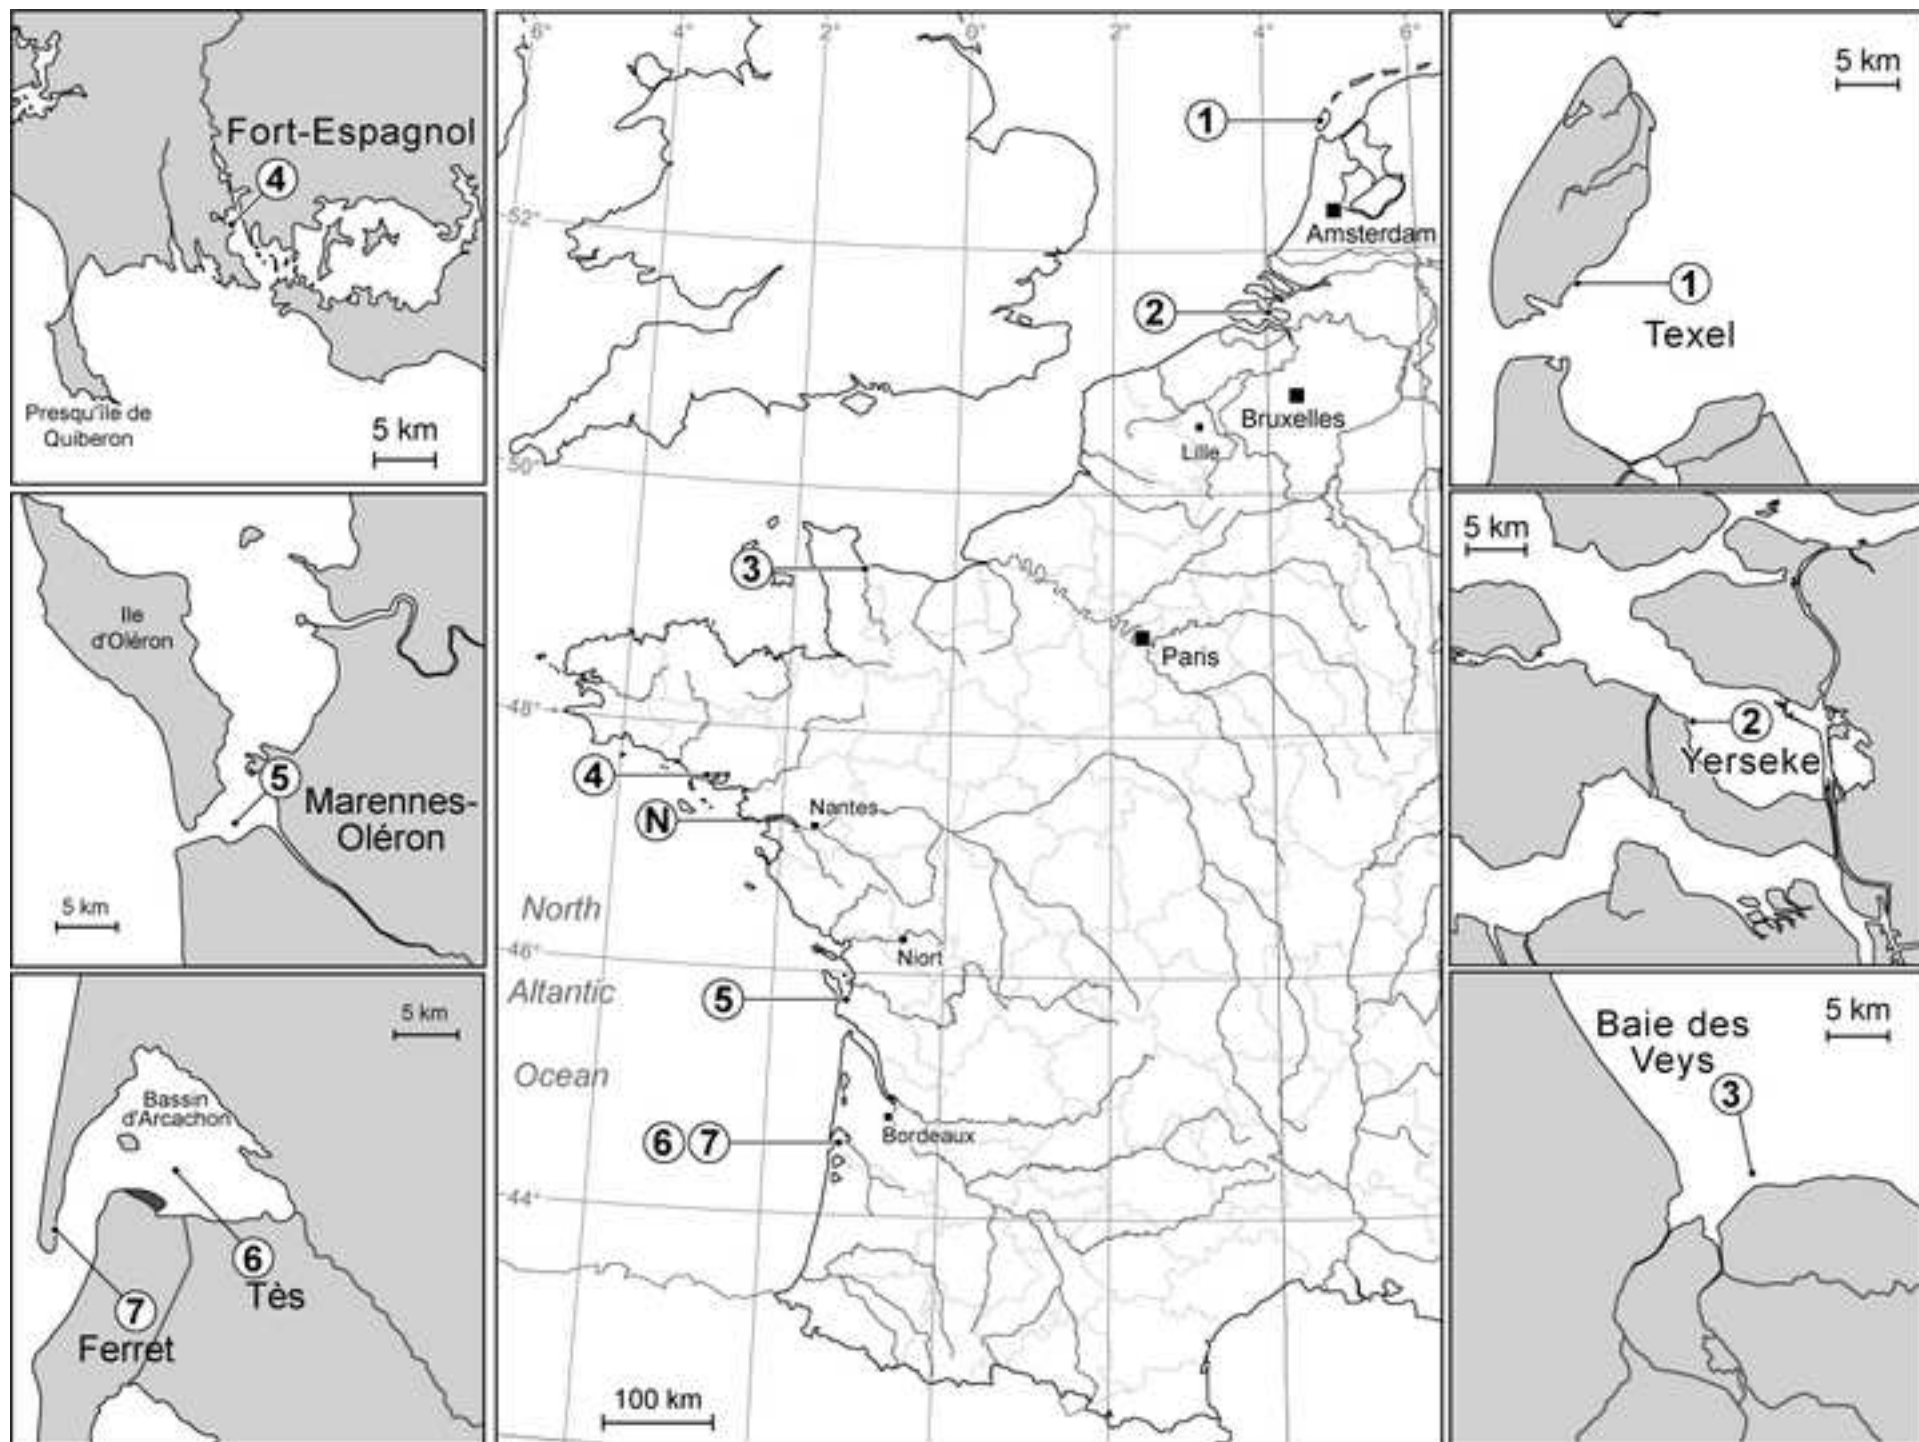 Fort-Espagnol
4
Presqu'île de
Quiberon
5 km
Ile
d'Oléron
5
Marennes-
Oléron
5 km
5 km
Bassin
d'Arcachon
6
Tès
7
Ferret
6°
4°
2°
0°
2°
4°
6°
1
52°
Amsterdam
2
Bruxelles
Lille
50°
3
Paris
48°
4
N
Nantes
North
46°
Niort
Altantic
5
Ocean
6 7
Bordeaux
44°
100 km
5 km
1
Texel
5 km
2
Yerseke
Baie des
Veys
5 km
3